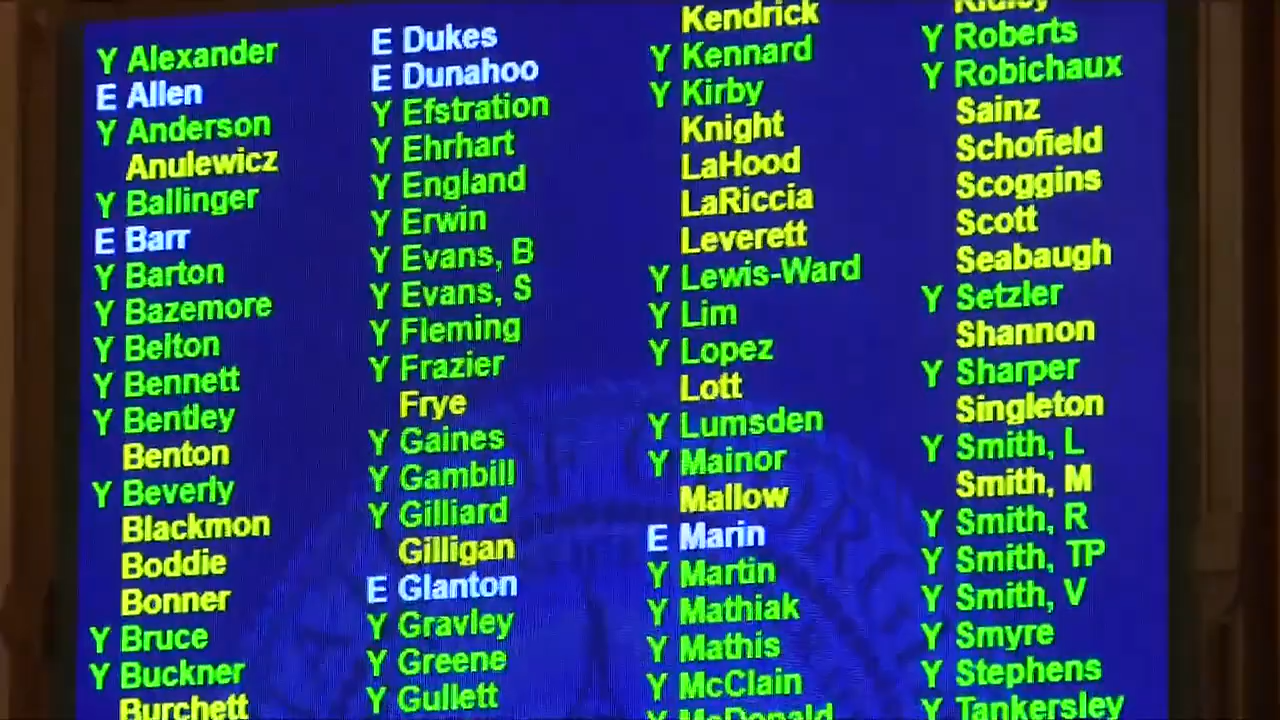 Y Alexander
E Allen
Y Anderson
Anulewicz
Y Ballinger
E Barr
Y Barton
Y Bazemore
Y Belton
Y Bennett
Y Bentley
Benton
Y Beverly
Blackmon
Boddie
Bonner
Y Bruce
Y Buckner
Burchett
E Dukes
E Dunahoo
Y Efstration
Y Ehrhart
Y England
Y Erwin
Y Evans, B
Y Evans, S
Y Fleming
Y Frazier
Frye
Y Gaines
Y Gambill
Y Gilliard
Gilligan
E Glanton
Y Gravley
Y Greene
Y Gullett
Kendrick
Y Kennard
Y Kirby
Knight
LaHood
LaRiccia
Leverett
Y Lewis-Ward
Y Lim
Y Lopez
Lott
Y Lumsden
Y Mainor
Mallow
E Marin
Y Martin
Y Mathiak
Y Mathis
Y McClain
Y McDonald
Ridley
Y Roberts
Y Robichaux
Sainz
Schofield
Scoggins
Scott
Seabaugh
Y Setzler
Shannon
Y Sharper
Singleton
Y Smith, L
Smith, M
Y Smith, R
Y Smith, TP
Y Smith, V
Y Smyre
Y Stephens
Y Tankersley